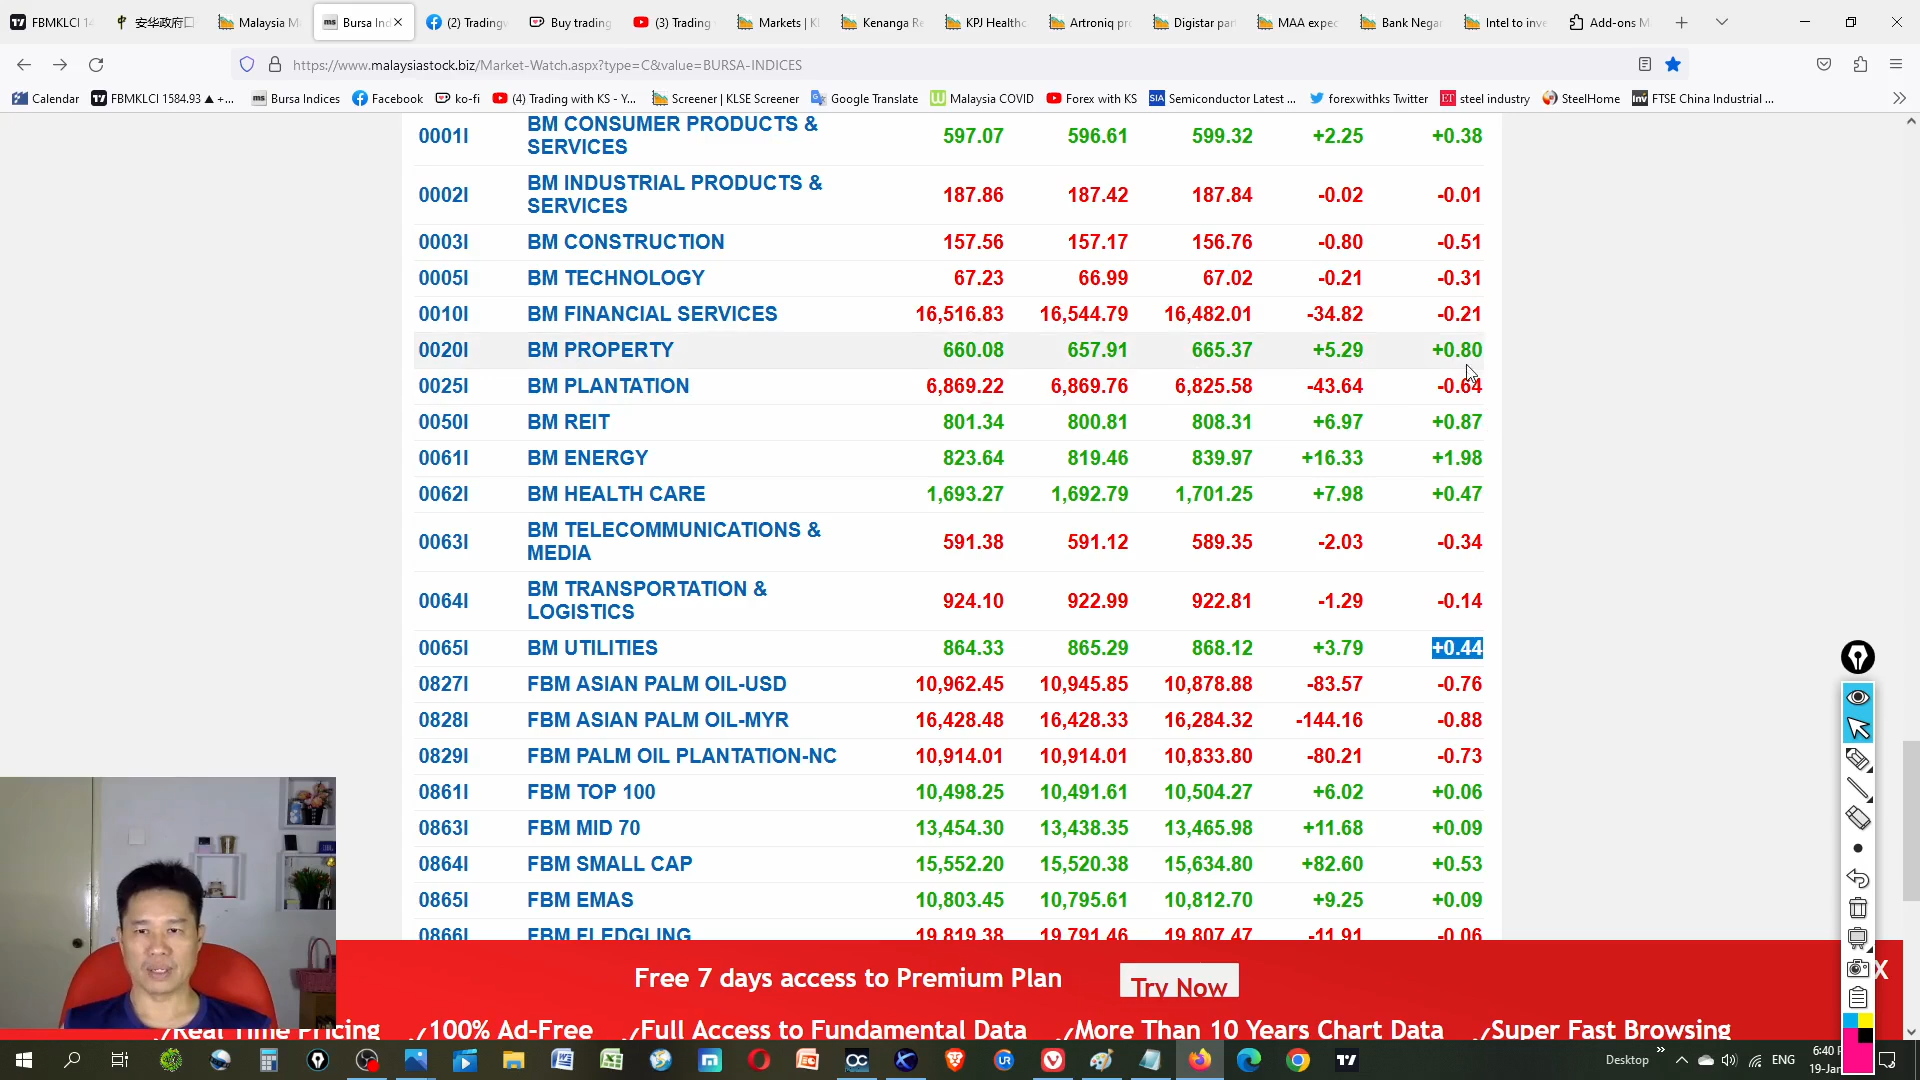 FBMKLCI 14
安华政府
Malaysia M
Bursa Ind
(2) Tradingw
Buy trading
(3) Trading
Markets | KL
Kenanga Re
KPJ Healthc
Artroniq pro
Digistar par
MAA expec
Bank Negar
Intel to inve
Add-ons M
https://www.malaysiastock.biz/Market-Watch.aspx?type=C&value=BURSA-INDICES
Calendar
FBMKLCI 1584.93 ▲ +...
Bursa Indices
Facebook
ko-fi
(4) Trading with KS - Y...
Screener | KLSE Screener
Google Translate
Malaysia COVID
Forex with KS
Semiconductor Latest ...
forexwithks Twitter
steel industry
SteelHome
FTSE China Industrial ...
0001I BM CONSUMER PRODUCTS & 597.07 596.61 599.32 +2.25 +0.38
SERVICES
0002I BM INDUSTRIAL PRODUCTS & 187.86 187.42 187.84 -0.02 -0.01
SERVICES
0003I BM CONSTRUCTION 157.56 157.17 156.76 -0.80 -0.51
0005I BM TECHNOLOGY 67.23 66.99 67.02 -0.21 -0.31
0010I BM FINANCIAL SERVICES 16,516.83 16,544.79 16,482.01 -34.82 -0.21
0020I BM PROPERTY 660.08 657.91 665.37 +5.29 +0.80
0025I BM PLANTATION 6,869.22 6,869.76 6,825.58 -43.64 -0.64
0050I BM REIT 801.34 800.81 808.31 +6.97 +0.87
0061I BM ENERGY 823.64 819.46 839.97 +16.33 +1.98
0062I BM HEALTH CARE 1,693.27 1,692.79 1,701.25 +7.98 +0.47
0063I BM TELECOMMUNICATIONS & 591.38 591.12 589.35 -2.03 -0.34
MEDIA
0064I BM TRANSPORTATION & 924.10 922.99 922.81 -1.29 -0.14
LOGISTICS
0065I BM UTILITIES 864.33 865.29 868.12 +3.79 +0.44
0827I FBM ASIAN PALM OIL-USD 10,962.45 10,945.85 10,878.88 -83.57 -0.76
0828I FBM ASIAN PALM OIL-MYR 16,428.48 16,428.33 16,284.32 -144.16 -0.88
0829I FBM PALM OIL PLANTATION-NC 10,914.01 10,914.01 10,833.80 -80.21 -0.73
0861I FBM TOP 100 10,498.25 10,491.61 10,504.27 +6.02 +0.06
0863I FBM MID 70 13,454.30 13,438.35 13,465.98 +11.68 +0.09
0864I FBM SMALL CAP 15,552.20 15,520.38 15,634.80 +82.60 +0.53
0865I FBM EMAS 10,803.45 10,795.61 10,812.70 +9.25 +0.09
0866I FBM FLEDGLING 19,819.38 19,791.46 19,807.47 -11.91 -0.06
Free 7 days access to Premium Plan
Try Now
X
Real Time Pricing
100% Ad-Free
Full Access to Fundamental Data
More Than 10 Years Chart Data
Super Fast Browsing
Desktop
ENG
6:40
19-Jan